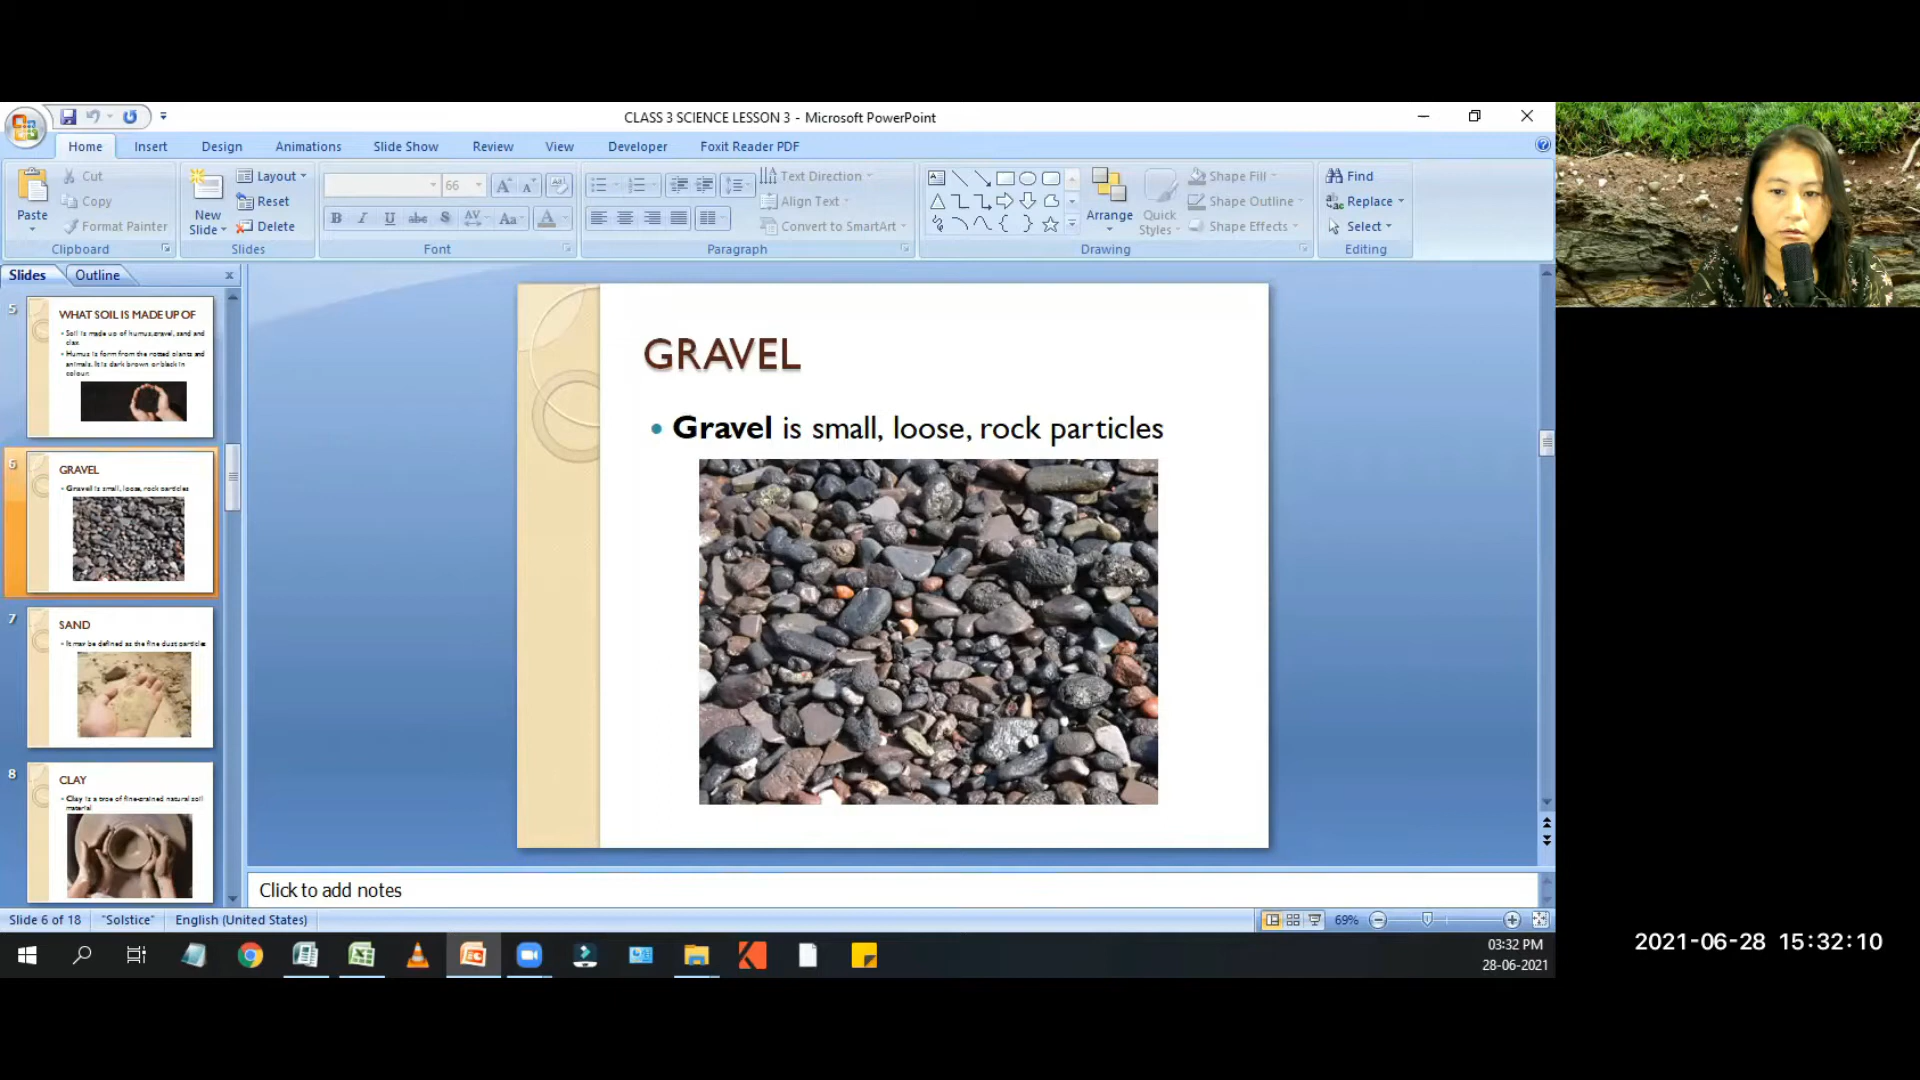 CLASS 3 SCIENCE LESSON 3 - Microsoft PowerPoint
Home Insert Design Animations Slide Show Review View Developer Foxit Reader PDF
Paste
Cut
Copy
Format Painter
Clipboard
New
Slide
Layout
Reset
Delete
Slides
66
Font
Text Direction
Align Text
Convert to SmartArt
Paragraph
Arrange
Quick
Styles
Shape Fill
Shape Outline
Shape Effects
Drawing
Find
Replace
Select
Editing
Slides Outline
5
WHAT SOIL IS MADE UP OF
Soil is made up of humus,gravel, sand and
clay.
Humus is form from the rotted plants and
animals. It is dark brown or black in
colour.
6
GRAVEL
Gravel is small, loose, rock particles
7
SAND
It may be defined as the fine dust particles
8
CLAY
Clay is a type of fine-grained natural soil
material
GRAVEL
Gravel is small, loose, rock particles
Click to add notes
Slide 6 of 18 "Solstice" English (United States) 69%
03:32 PM
28-06-2021
2021-06-28 15:32:10